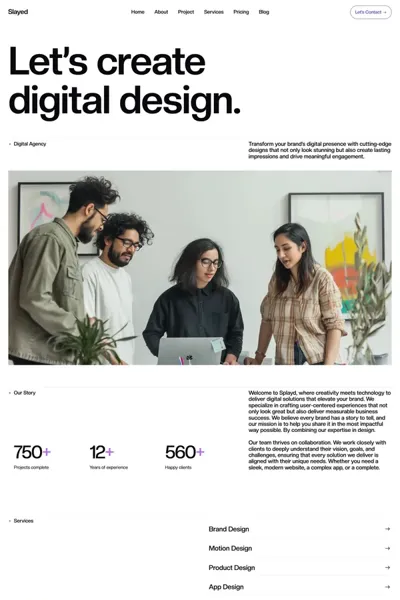 Slayed
Home About Project Services Pricing Blog
Let's Contact →
Let's create
digital design.
Digital Agency
Transform your brand's digital presence with cutting-edge
designs that not only look stunning but also create lasting
impressions and drive meaningful engagement.
Our Story
Welcome to Splayd, where creativity meets technology to
deliver digital solutions that elevate your brand. We
specialize in crafting user-centered experiences that not
only look great but also deliver measurable business
success. We believe every brand has a story to tell, and
our mission is to help you share it in the most impactful
way possible. By combining our expertise in design.
Our team thrives on collaboration. We work closely with
clients to deeply understand their vision, goals, and
challenges, ensuring that every solution we deliver is
aligned with their unique needs. Whether you need a
sleek, modern website, a complex app, or a complete.
750+ 12+ 560+
Projects complete Years of experience Happy clients
Services
Brand Design →
Motion Design →
Product Design →
App Design →